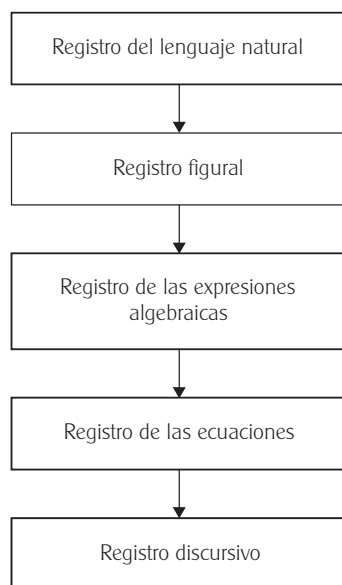 Registro del lenguaje natural
Registro figural
Registro de las expresiones
algebraicas
Registro de las ecuaciones
Registro discursivo